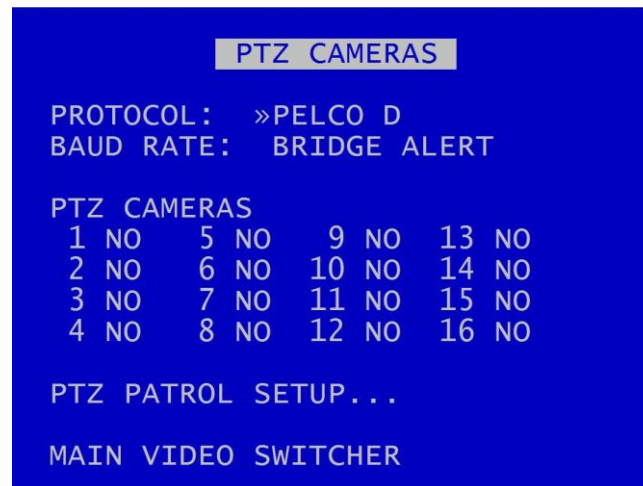 PTZ CAMERAS
PROTOCOL: »PELCO D
BAUD RATE: BRIDGE ALERT
PTZ CAMERAS
1 NO 5 NO 9 NO 13 NO
2 NO 6 NO 10 NO 14 NO
3 NO 7 NO 11 NO 15 NO
4 NO 8 NO 12 NO 16 NO
PTZ PATROL SETUP...
MAIN VIDEO SWITCHER